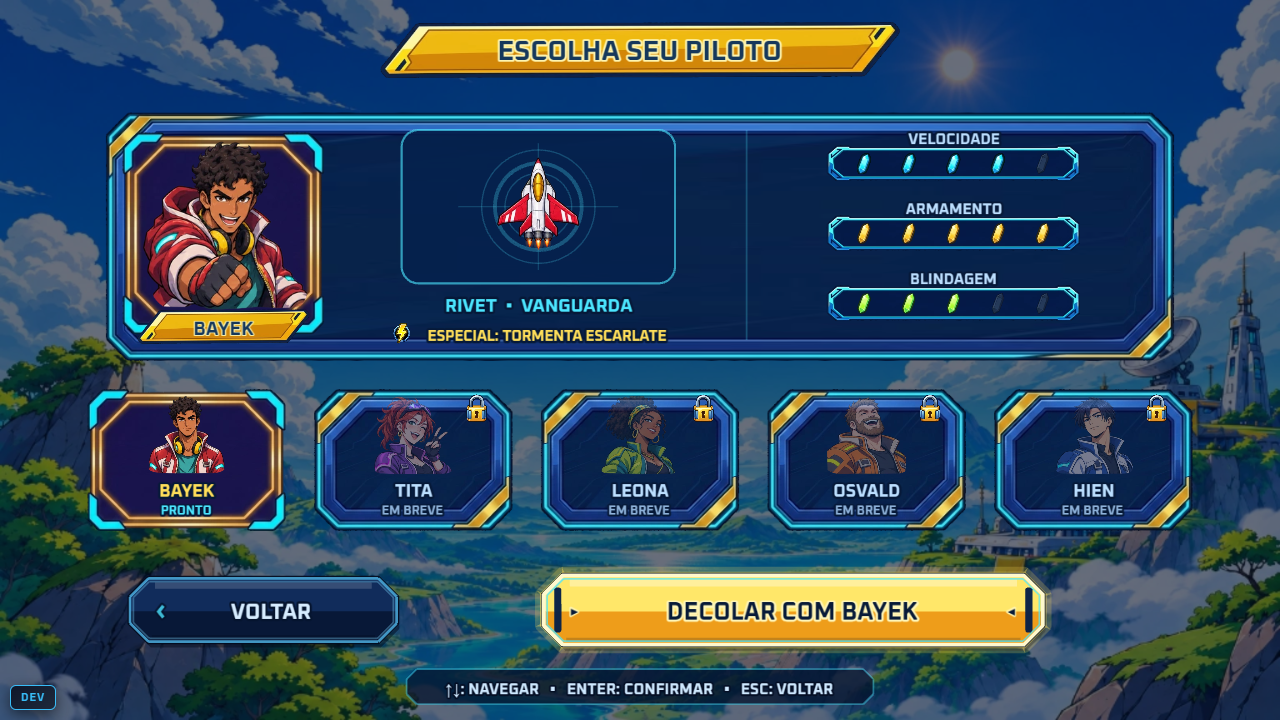 ESCOLHA SEU PILOTO
BAYEK
RIVET • VANGUARDA
ESPECIAL: TORMENTA ESCARLATE
VELOCIDADE
ARMAMENTO
BLINDAGEM
BAYEK
PRONTO
TITA
EM BREVE
LEONA
EM BREVE
OSVALD
EM BREVE
HIEN
EM BREVE
‹ VOLTAR
▸ DECOLAR COM BAYEK ◂
↑↓: NAVEGAR • ENTER: CONFIRMAR • ESC: VOLTAR
DEV